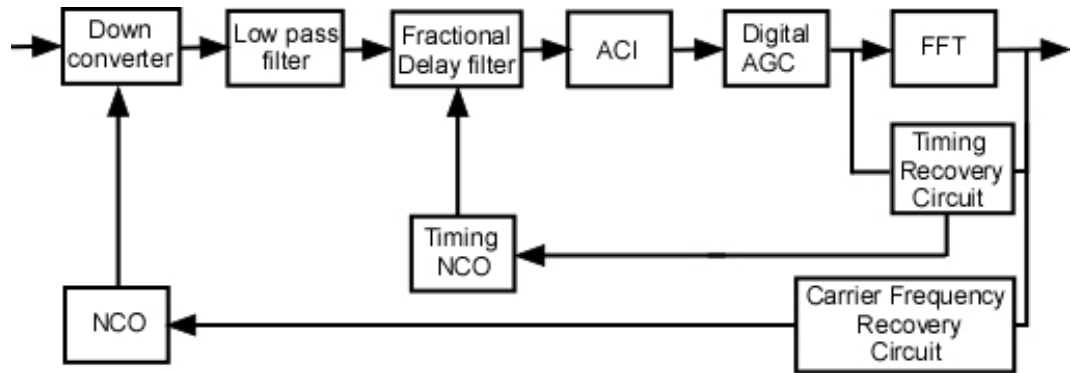 Down
converter
Low pass
filter
Fractional
Delay filter
ACI
Digital
AGC
FFT
Timing
Recovery
Circuit
Timing
NCO
NCO
Carrier Frequency
Recovery
Circuit